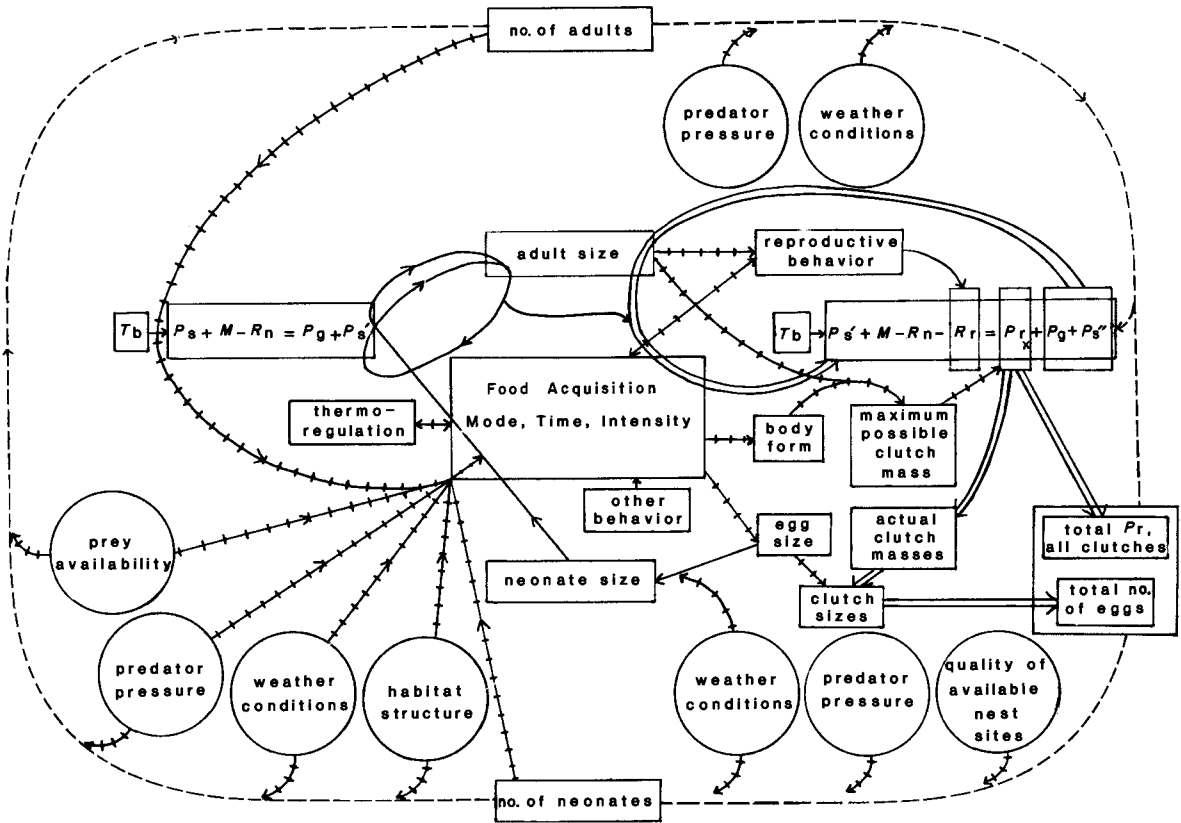 no. of adults
predator
pressure
weather
conditions
adult size
reproductive
behavior
Tb
Ps + M - Rn = Pg + Ps'
Tb
Ps' + M - Rn - Rr = Pr + Pg + Ps''
x
Food Acquisition
Mode, Time, Intensity
thermo-
regulation
body
form
maximum
possible
clutch
mass
other
behavior
egg
size
actual
clutch
masses
total Pr,
all clutches
prey
availability
neonate size
clutch
sizes
total no.
of eggs
predator
pressure
weather
conditions
habitat
structure
weather
conditions
predator
pressure
quality of
available
nest
sites
no. of neonates